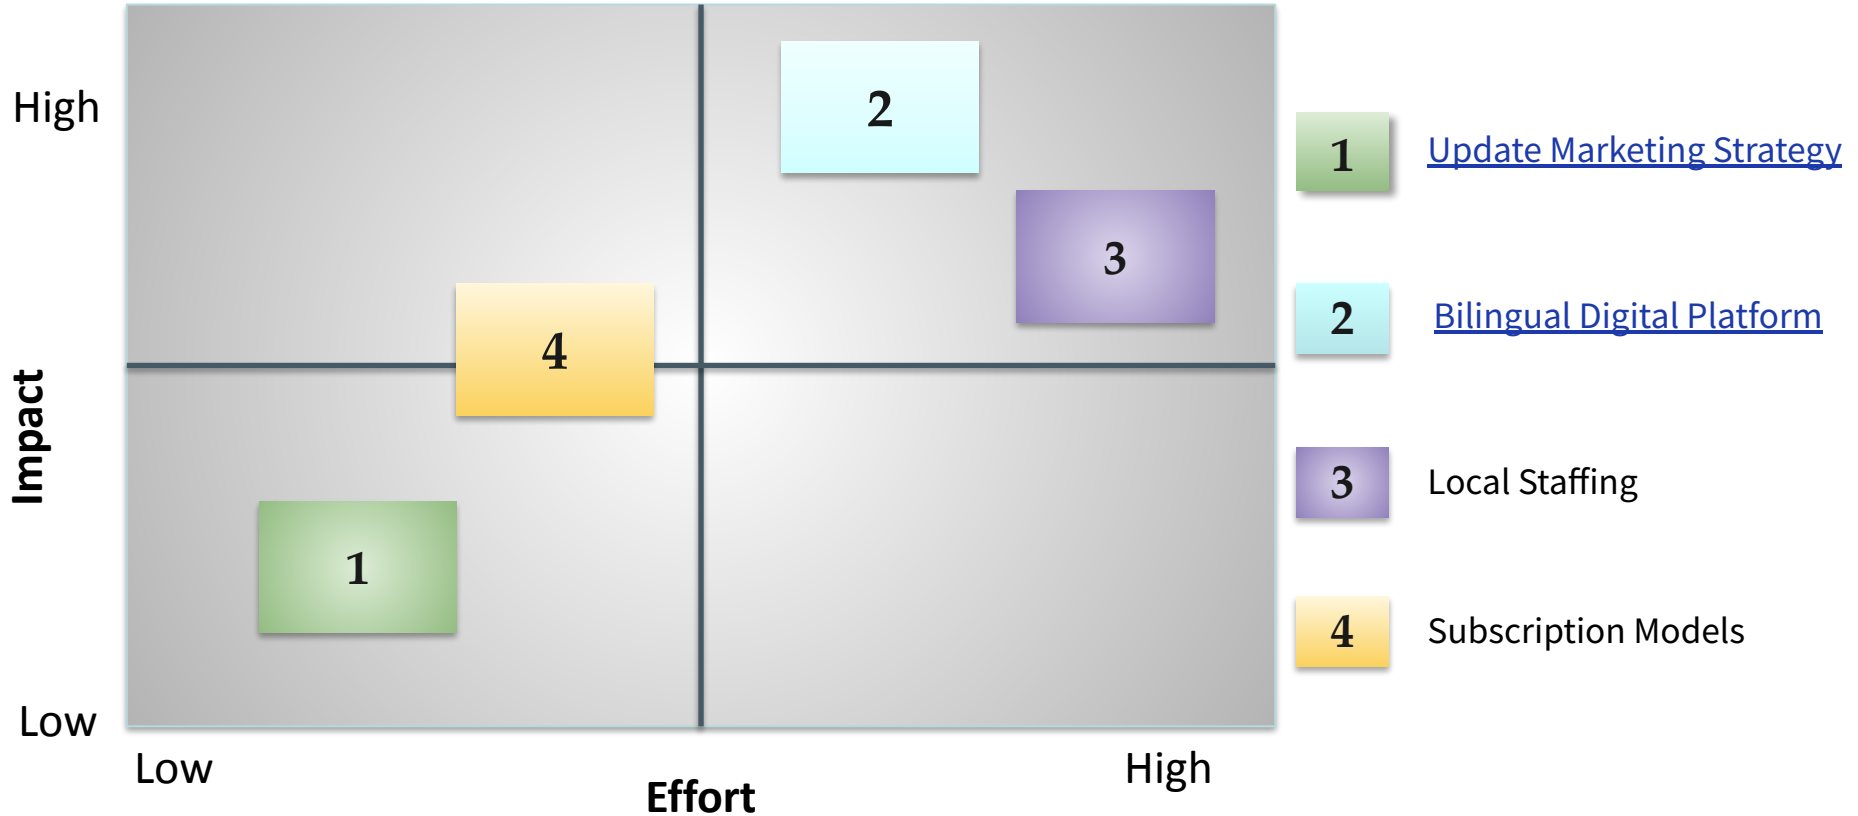 High
2
1 Update Marketing Strategy
3
2 Bilingual Digital Platform
4
Impact
3 Local Staffing
1
4 Subscription Models
Low
Low
High
Effort